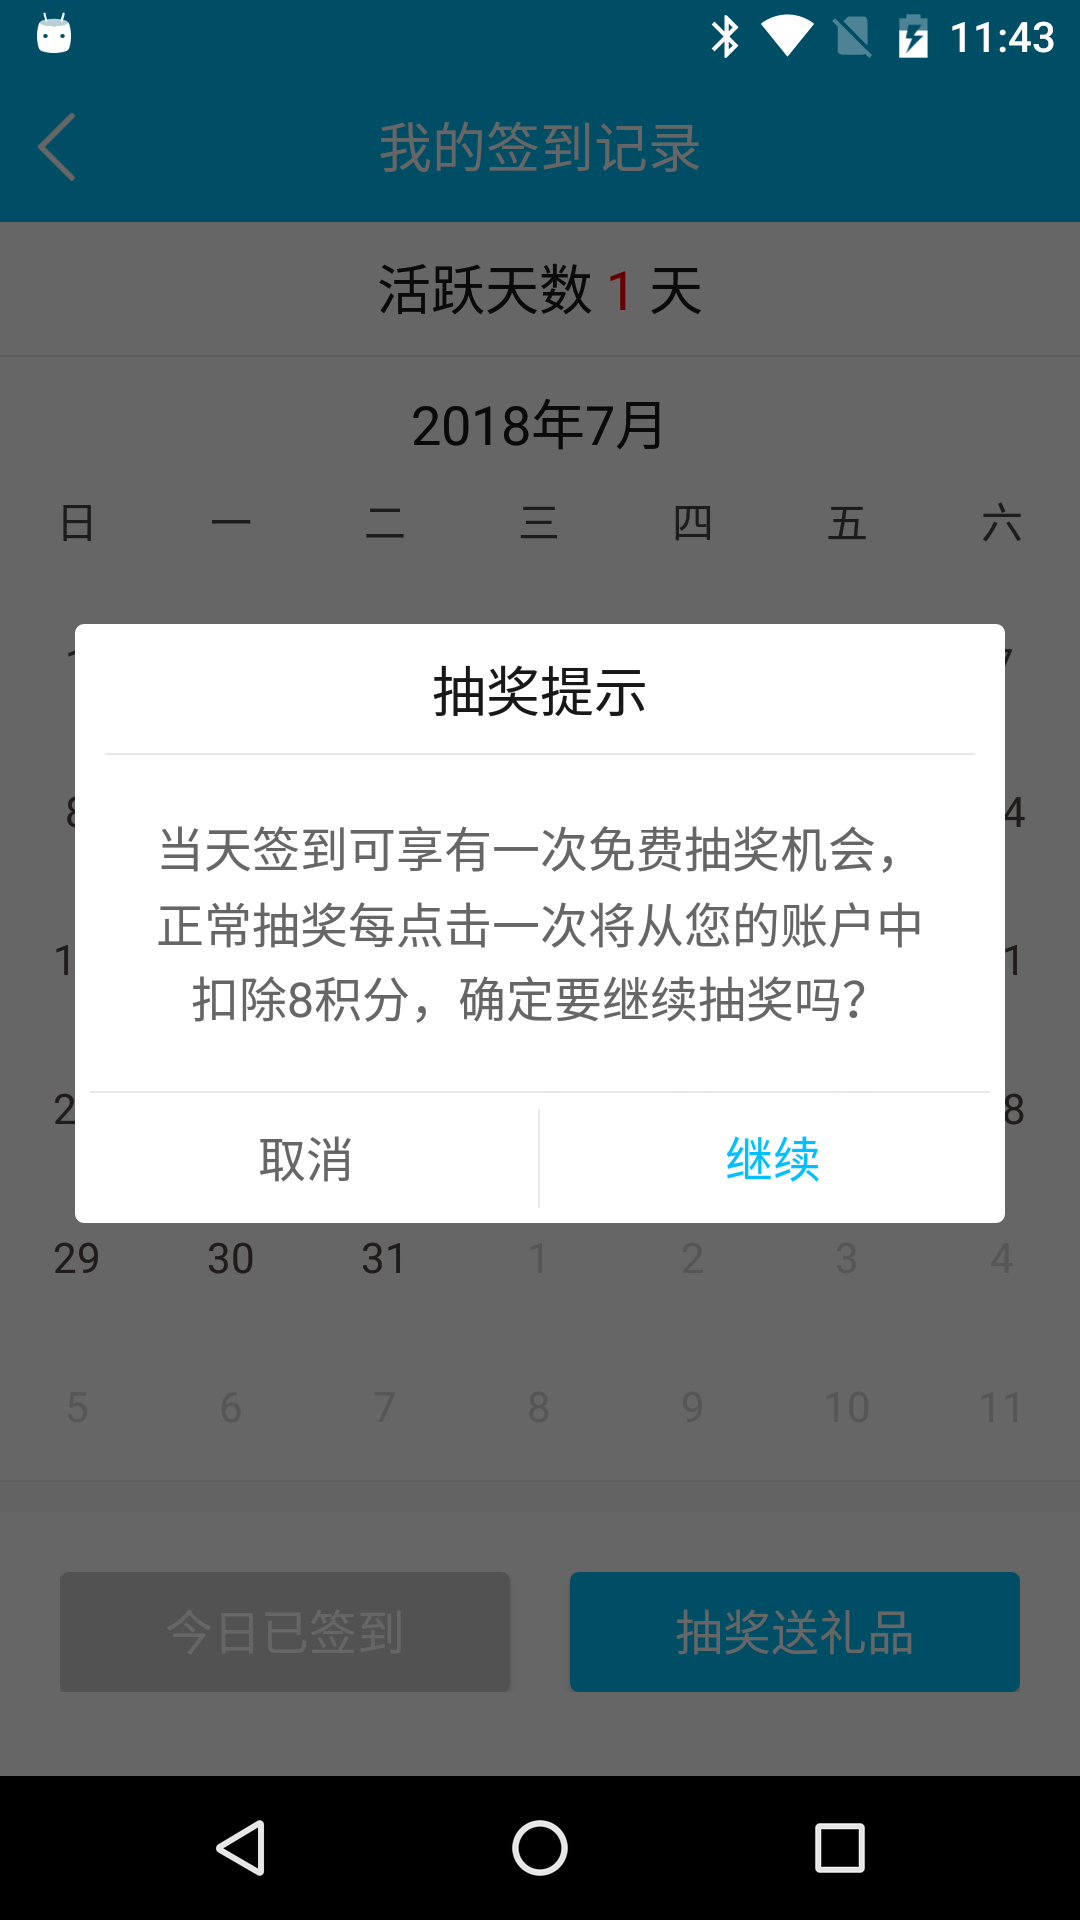 11:43
我的签到记录
活跃天数 1 天
2018年7月
日 一 二 三 四 五 六
抽奖提示
当天签到可享有一次免费抽奖机会，
正常抽奖每点击一次将从您的账户中
扣除8积分，确定要继续抽奖吗？
取消 继续
29 30 31 1 2 3 4
5 6 7 8 9 10 11
今日已签到 抽奖送礼品